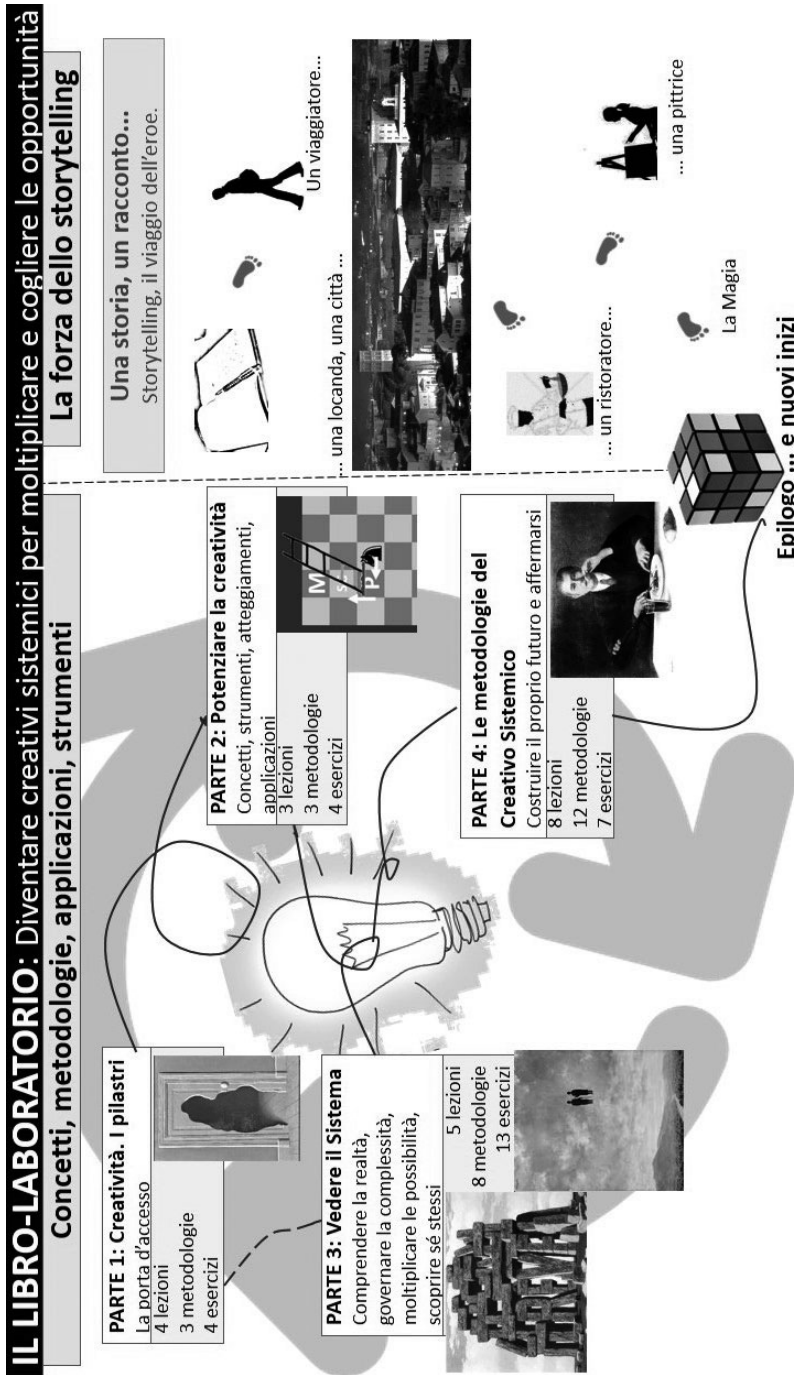 IL LIBRO-LABORATORIO: Diventare creativi sistemici per moltiplicare e cogliere le opportunità
Concetti, metodologie, applicazioni, strumenti
PARTE 1: Creatività. I pilastri
La porta d'accesso
4 lezioni
3 metodologie
4 esercizi
PARTE 2: Potenziare la creatività
Concetti, strumenti, atteggiamenti,
applicazioni
3 lezioni
3 metodologie
4 esercizi
M
P
PARTE 3: Vedere il Sistema
Comprendere la realtà,
governare la complessità,
moltiplicare le possibilità,
scoprire sé stessi
5 lezioni
8 metodologie
13 esercizi
PARTE 4: Le metodologie del
Creativo Sistemico
Costruire il proprio futuro e affermarsi
8 lezioni
12 metodologie
7 esercizi
La forza dello storytelling
Una storia, un racconto...
Storytelling, il viaggio dell'eroe.
Un viaggiatore...
... una locanda, una città ...
... un ristoratore...
... una pittrice
La Magia
Epilogo ... e nuovi inizi